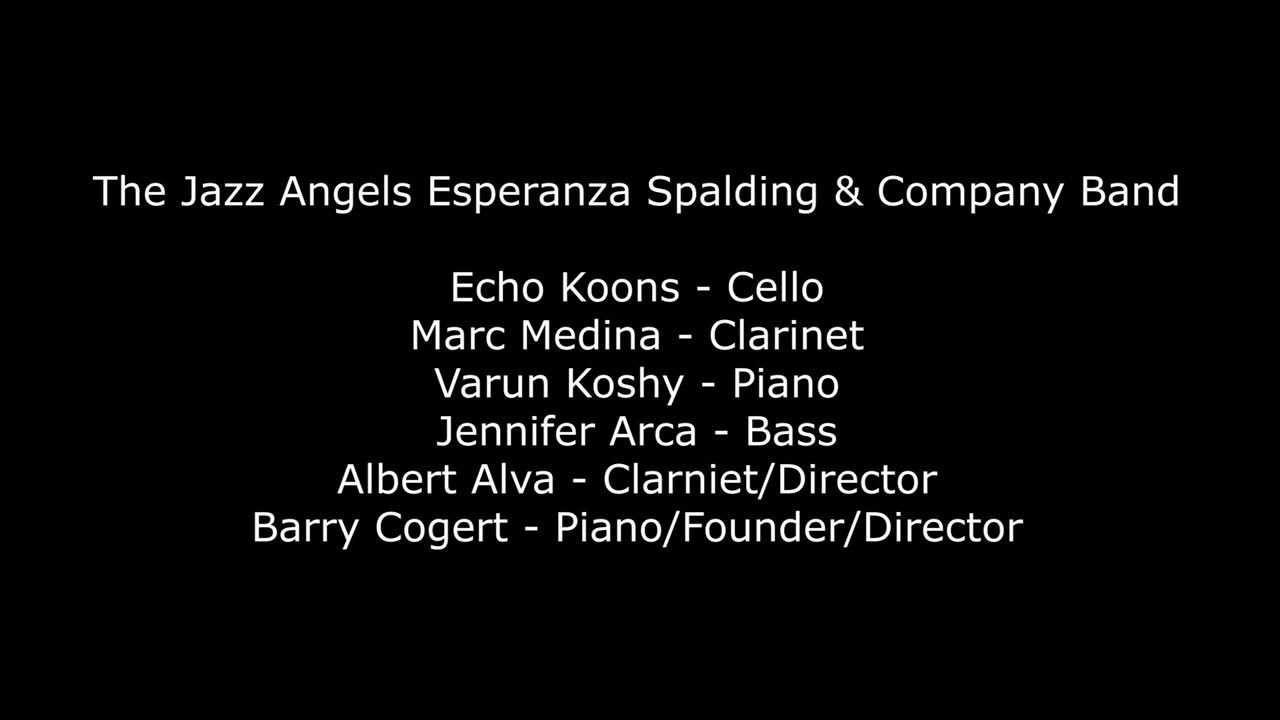 The Jazz Angels Esperanza Spalding & Company Band
Echo Koons - Cello
Marc Medina - Clarinet
Varun Koshy - Piano
Jennifer Arca - Bass
Albert Alva - Clarniet/Director
Barry Cogert - Piano/Founder/Director